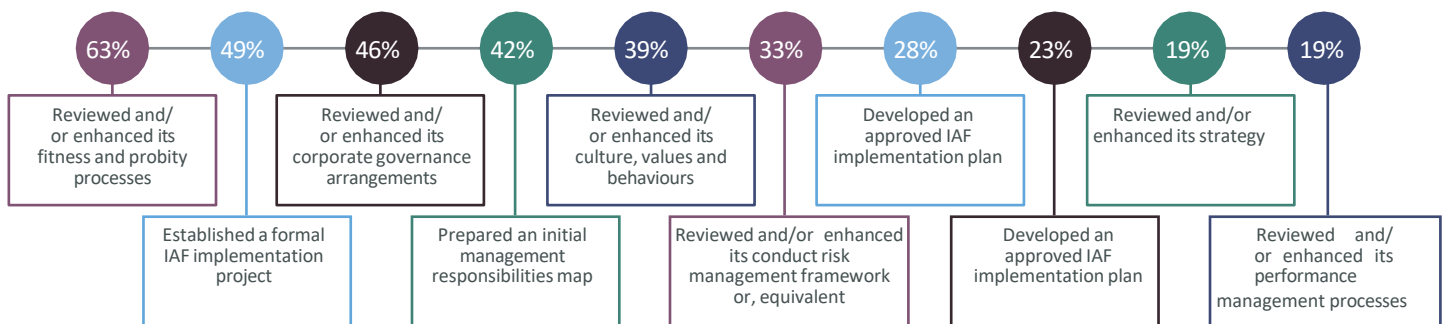 63%
49%
46%
42%
39%
33%
28%
23%
19%
19%
Reviewed and/
or enhanced its
fitness and probity
processes
Reviewed and/
or enhanced its
corporate governance
arrangements
Reviewed and/
or enhanced its
culture, values and
behaviours
Developed an
approved IAF
implementation plan
Reviewed and/or
enhanced its strategy
Established a formal
IAF implementation
project
Prepared an initial
management
responsibilities map
Reviewed and/or enhanced
its conduct risk
management framework
or, equivalent
Developed an
approved IAF
implementation plan
Reviewed and/
or enhanced its
performance
management processes